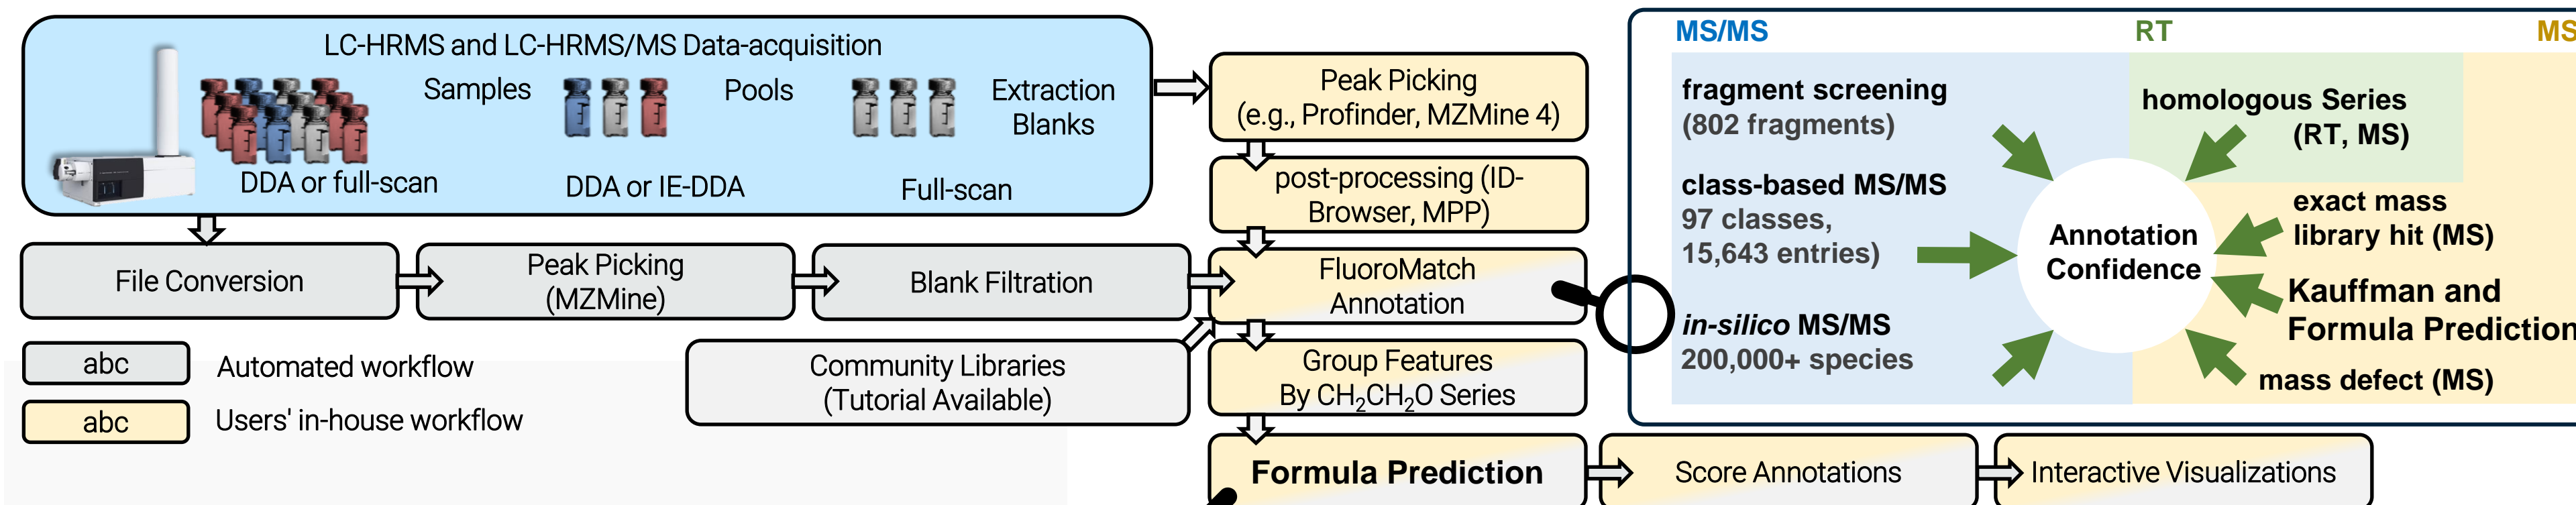 LC-HRMS and LC-HRMS/MS Data-acquisition
Samples
Pools
Extraction
Blanks
DDA or full-scan
DDA or IE-DDA
Full-scan
Peak Picking
(e.g., Profinder, MZMine 4)
post-processing (ID-
Browser, MPP)
File Conversion
Peak Picking
(MZMine)
Blank Filtration
FluoroMatch
Annotation
abc
Automated workflow
abc
Users' in-house workflow
Community Libraries
(Tutorial Available)
Group Features
By CH₂CH₂O Series
Formula Prediction
Score Annotations
Interactive Visualizations
MS/MS
RT
MS
fragment screening
(802 fragments)
class-based MS/MS
97 classes,
15,643 entries)
in-silico MS/MS
200,000+ species
Annotation
Confidence
homologous Series
(RT, MS)
exact mass
library hit (MS)
Kauffman and
Formula Prediction
mass defect (MS)